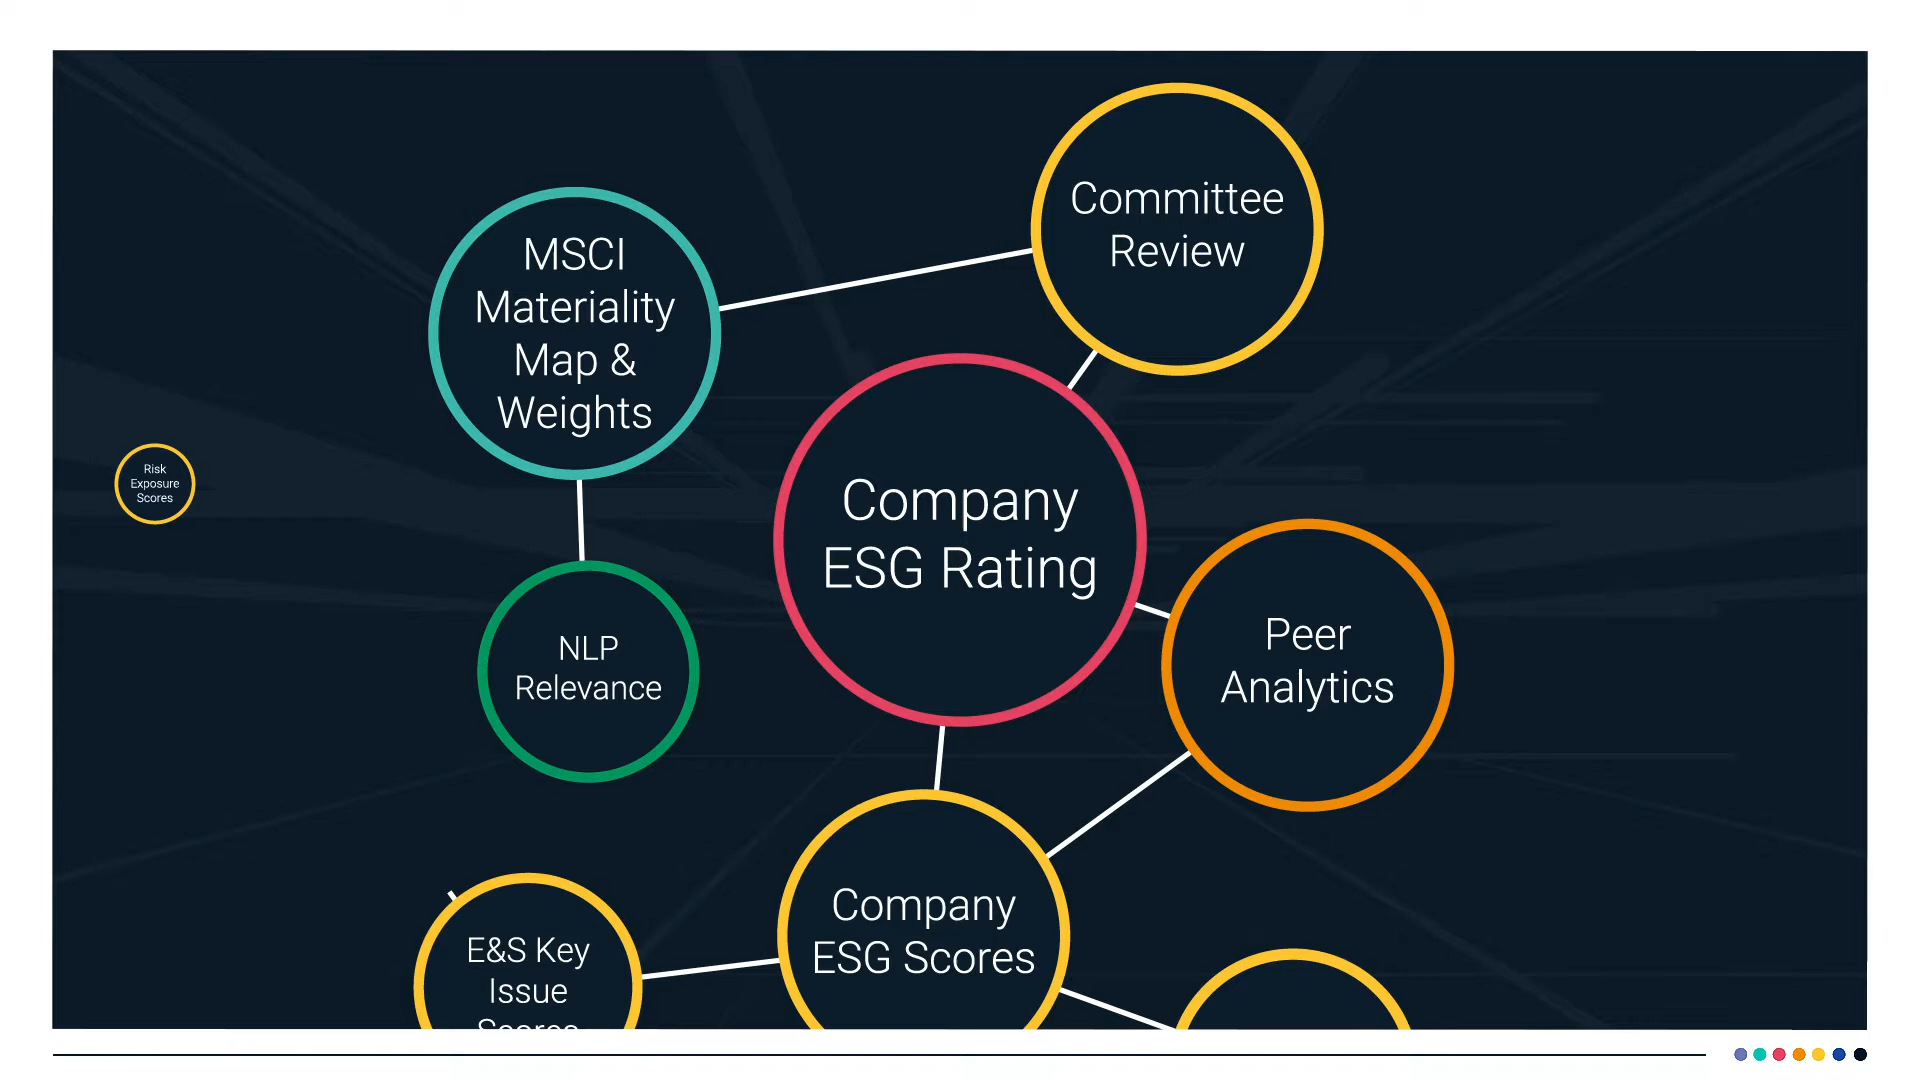 Committee
Review
MSCI
Materiality
Map &
Weights
Risk
Exposure
Scores
Company
ESG Rating
NLP
Relevance
Peer
Analytics
Company
ESG Scores
E&S Key
Issue
Scores